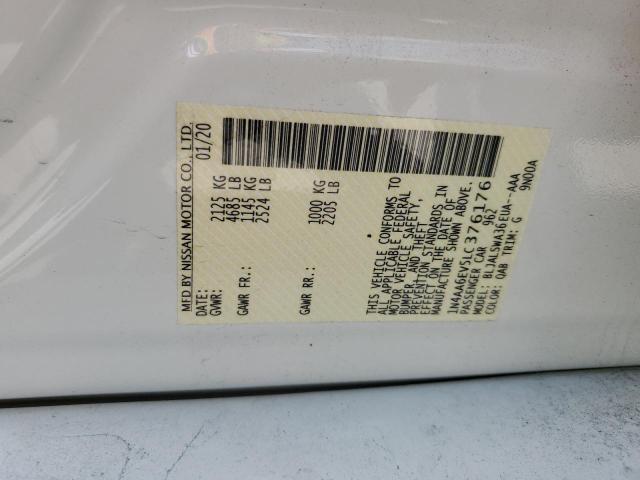 MFD BY NISSAN MOTOR CO., LTD.
DATE: 01/20
GVWR: 2125 KG
4685 LB
GAWR FR.: 1145 KG
2524 LB
GAWR RR.: 1000 KG
2205 LB
THIS VEHICLE CONFORMS TO
ALL APPLICABLE FEDERAL
MOTOR VEHICLE SAFETY,
BUMPER, AND THEFT
PREVENTION STANDARDS IN
EFFECT ON THE DATE OF
MANUFACTURE SHOWN ABOVE.
1N4AA6EVXLC376176
PASSENGER CAR 962
MODEL: BLJALSWA36EUA--AAA
COLOR: QAB TRIM: G 9N00A